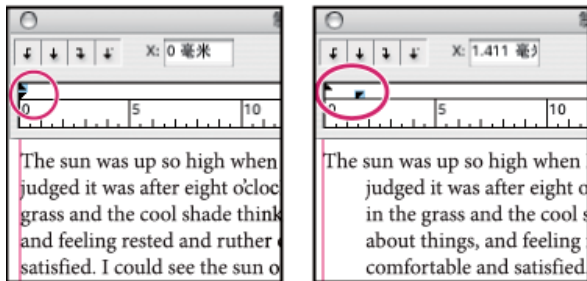 X: 0 毫米
0 5 10
The sun was up so high when
judged it was after eight o'cloc
grass and the cool shade think
and feeling rested and ruther
satisfied. I could see the sun o
X: 1.411 毫
0 5 10
The sun was up so high when
judged it was after eight o
in the grass and the cool s
about things, and feeling
comfortable and satisfied